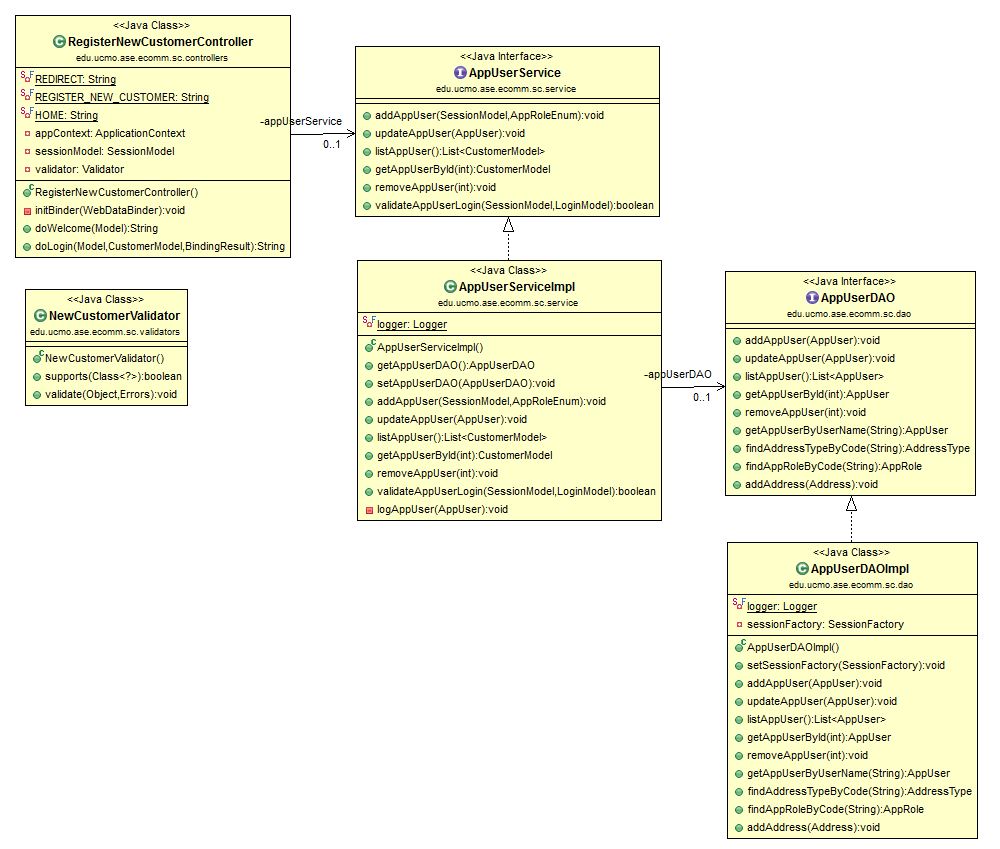 <<Java Class>>
RegisterNewCustomerController
edu.ucmo.ase.ecomm.sc.controllers
REDIRECT: String
REGISTER_NEW_CUSTOMER: String
HOME: String
appContext: ApplicationContext
sessionModel: SessionModel
validator: Validator
RegisterNewCustomerController()
initBinder(WebDataBinder):void
doWelcome(Model):String
doLogin(Model,CustomerModel,BindingResult):String
-appUserService
0..1
<<Java Interface>>
AppUserService
edu.ucmo.ase.ecomm.sc.service
addAppUser(SessionModel,AppRoleEnum):void
updateAppUser(AppUser):void
listAppUser():List<CustomerModel>
getAppUserById(int):CustomerModel
removeAppUser(int):void
validateAppUserLogin(SessionModel,LoginModel):boolean
<<Java Class>>
NewCustomerValidator
edu.ucmo.ase.ecomm.sc.validators
NewCustomerValidator()
supports(Class<?>):boolean
validate(Object,Errors):void
<<Java Class>>
AppUserServiceImpl
edu.ucmo.ase.ecomm.sc.service
logger: Logger
AppUserServiceImpl()
getAppUserDAO():AppUserDAO
setAppUserDAO(AppUserDAO):void
addAppUser(SessionModel,AppRoleEnum):void
updateAppUser(AppUser):void
listAppUser():List<CustomerModel>
getAppUserById(int):CustomerModel
removeAppUser(int):void
validateAppUserLogin(SessionModel,LoginModel):boolean
logAppUser(AppUser):void
-appUserDAO
0..1
<<Java Interface>>
AppUserDAO
edu.ucmo.ase.ecomm.sc.dao
addAppUser(AppUser):void
updateAppUser(AppUser):void
listAppUser():List<AppUser>
getAppUserById(int):AppUser
removeAppUser(int):void
getAppUserByUserName(String):AppUser
findAddressTypeByCode(String):AddressType
findAppRoleByCode(String):AppRole
addAddress(Address):void
<<Java Class>>
AppUserDAOImpl
edu.ucmo.ase.ecomm.sc.dao
logger: Logger
sessionFactory: SessionFactory
AppUserDAOImpl()
setSessionFactory(SessionFactory):void
addAppUser(AppUser):void
updateAppUser(AppUser):void
listAppUser():List<AppUser>
getAppUserById(int):AppUser
removeAppUser(int):void
getAppUserByUserName(String):AppUser
findAddressTypeByCode(String):AddressType
findAppRoleByCode(String):AppRole
addAddress(Address):void